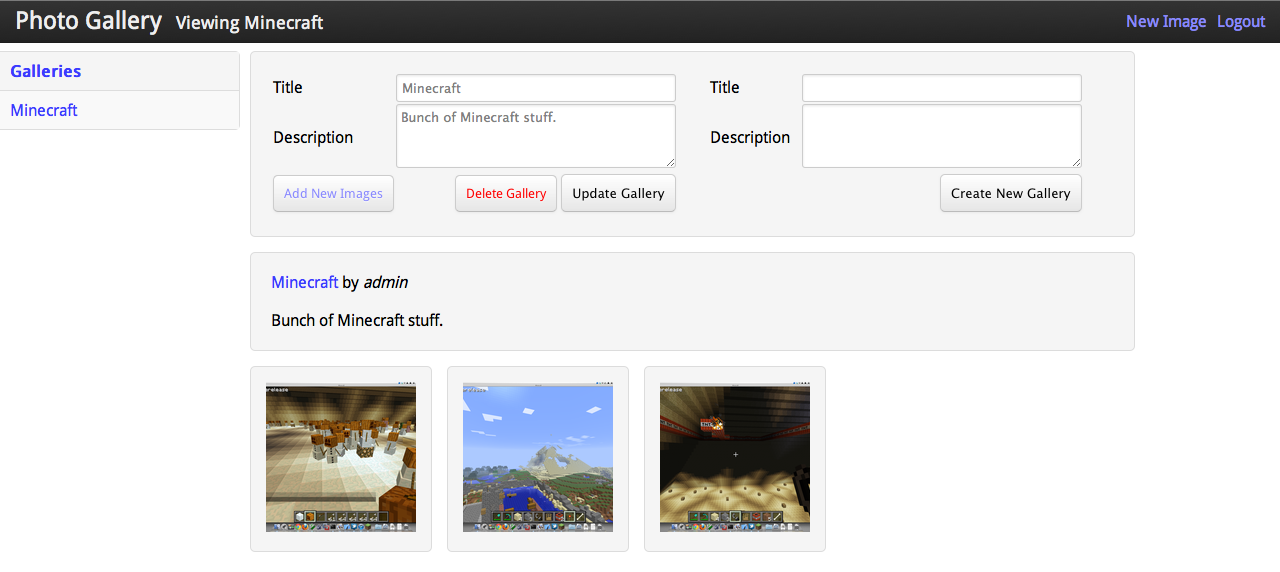 Photo Gallery Viewing Minecraft New Image Logout
Galleries
Minecraft
Title Minecraft Title
Description Bunch of Minecraft stuff. Description
Add New Images Delete Gallery Update Gallery Create New Gallery
Minecraft by admin
Bunch of Minecraft stuff.